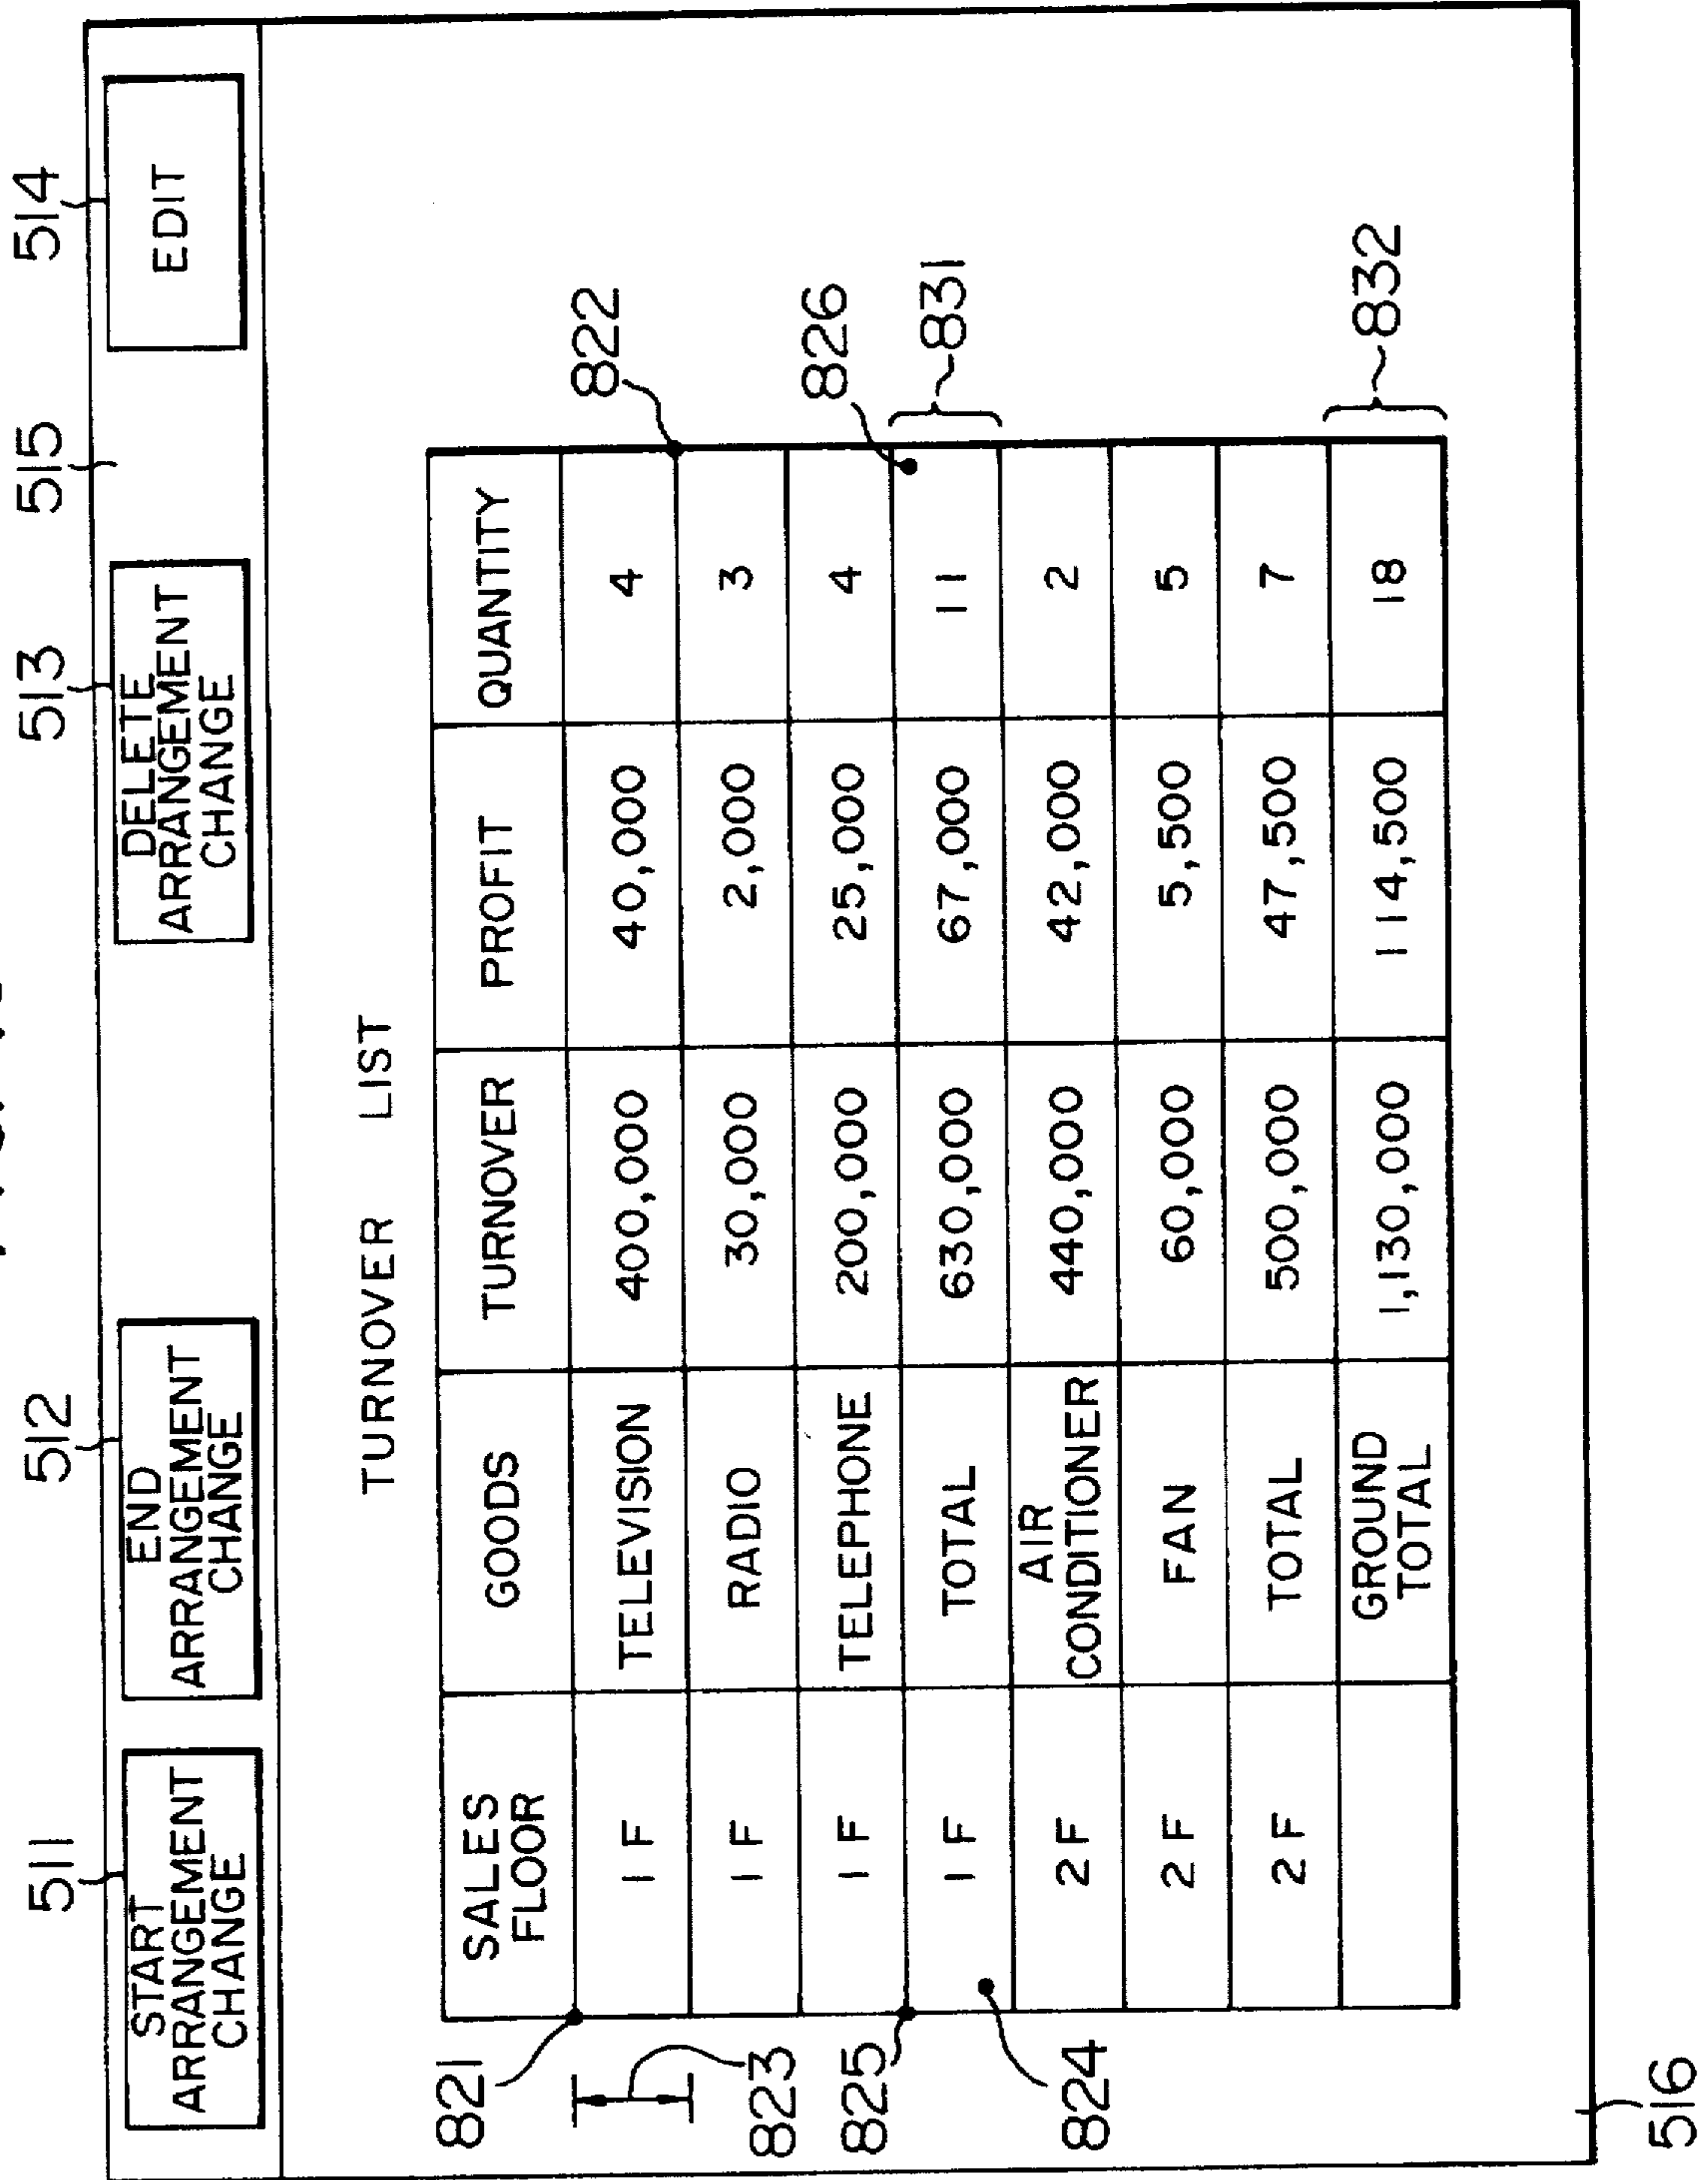 511
512
513
515
514
START
ARRANGEMENT
CHANGE
END
ARRANGEMENT
CHANGE
DELETE
ARRANGEMENT
CHANGE
EDIT
TURNOVER LIST
SALES
FLOOR
GOODS
TURNOVER
PROFIT
QUANTITY
821
1F
TELEVISION
400,000
40,000
4
822
823
1F
RADIO
30,000
2,000
3
1F
TELEPHONE
200,000
25,000
4
826
825
1F
TOTAL
630,000
67,000
11
831
824
2F
AIR
CONDITIONER
440,000
42,000
2
2F
FAN
60,000
5,500
5
2F
TOTAL
500,000
47,500
7
GROUND
TOTAL
1,130,000
114,500
18
832
516